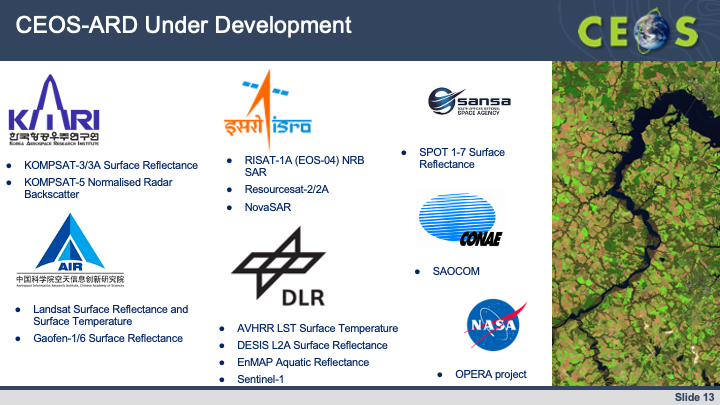 CEOS-ARD Under Development
CEOS
KARI
한국항공우주연구원
KOREA AEROSPACE RESEARCH INSTITUTE
● KOMPSAT-3/3A Surface Reflectance
● KOMPSAT-5 Normalised Radar
Backscatter
AIR
中国科学院空天信息创新研究院
Aerospace Information Research Institute, Chinese Academy of Sciences
● Landsat Surface Reflectance and
Surface Temperature
● Gaofen-1/6 Surface Reflectance
इसरो isro
● RISAT-1A (EOS-04) NRB
SAR
● Resourcesat-2/2A
● NovaSAR
DLR
● AVHRR LST Surface Temperature
● DESIS L2A Surface Reflectance
● EnMAP Aquatic Reflectance
● Sentinel-1
sansa
SOUTH AFRICAN NATIONAL
SPACE AGENCY
● SPOT 1-7 Surface
Reflectance
CONAE
● SAOCOM
NASA
● OPERA project
Slide 13